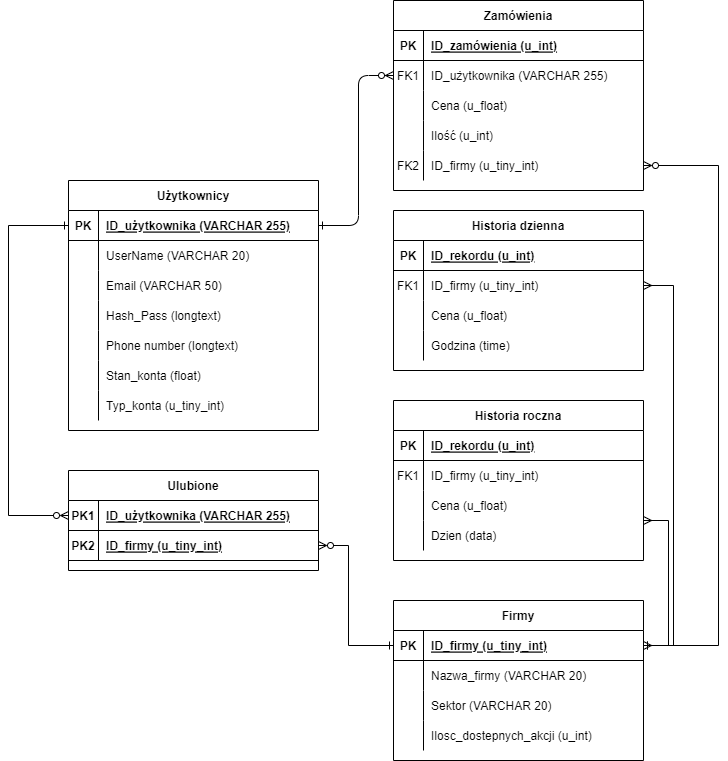 Zamówienia
PK ID_zamówienia (u_int)
FK1 ID_użytkownika (VARCHAR 255)
Cena (u_float)
Ilość (u_int)
FK2 ID_firmy (u_tiny_int)
Użytkownicy
PK ID_użytkownika (VARCHAR 255)
UserName (VARCHAR 20)
Email (VARCHAR 50)
Hash_Pass (longtext)
Phone number (longtext)
Stan_konta (float)
Typ_konta (u_tiny_int)
Historia dzienna
PK ID_rekordu (u_int)
FK1 ID_firmy (u_tiny_int)
Cena (u_float)
Godzina (time)
Historia roczna
PK ID_rekordu (u_int)
FK1 ID_firmy (u_tiny_int)
Cena (u_float)
Dzien (data)
Ulubione
PK1 ID_użytkownika (VARCHAR 255)
PK2 ID_firmy (u_tiny_int)
Firmy
PK ID_firmy (u_tiny_int)
Nazwa_firmy (VARCHAR 20)
Sektor (VARCHAR 20)
Ilosc_dostepnych_akcji (u_int)